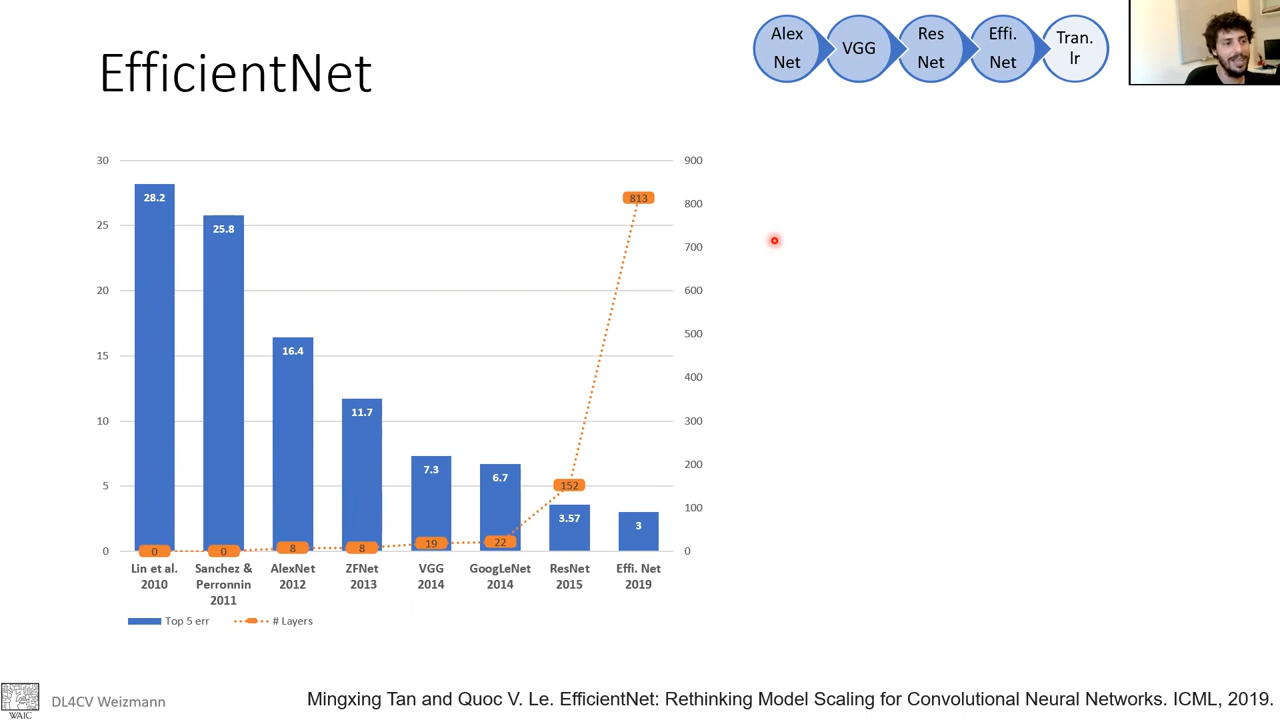 EfficientNet
Alex
Net
VGG
Res
Net
Effi.
Net
Tran.
lr
30
25
20
15
10
5
0
900
800
700
600
500
400
300
200
100
0
28.2
25.8
16.4
11.7
7.3
6.7
3.57
3
0
0
8
8
19
22
152
813
Lin et al.
2010
Sanchez &
Perronnin
2011
AlexNet
2012
ZFNet
2013
VGG
2014
GoogLeNet
2014
ResNet
2015
Effi. Net
2019
Top 5 err
# Layers
WAIC
DL4CV Weizmann
Mingxing Tan and Quoc V. Le. EfficientNet: Rethinking Model Scaling for Convolutional Neural Networks. ICML, 2019.